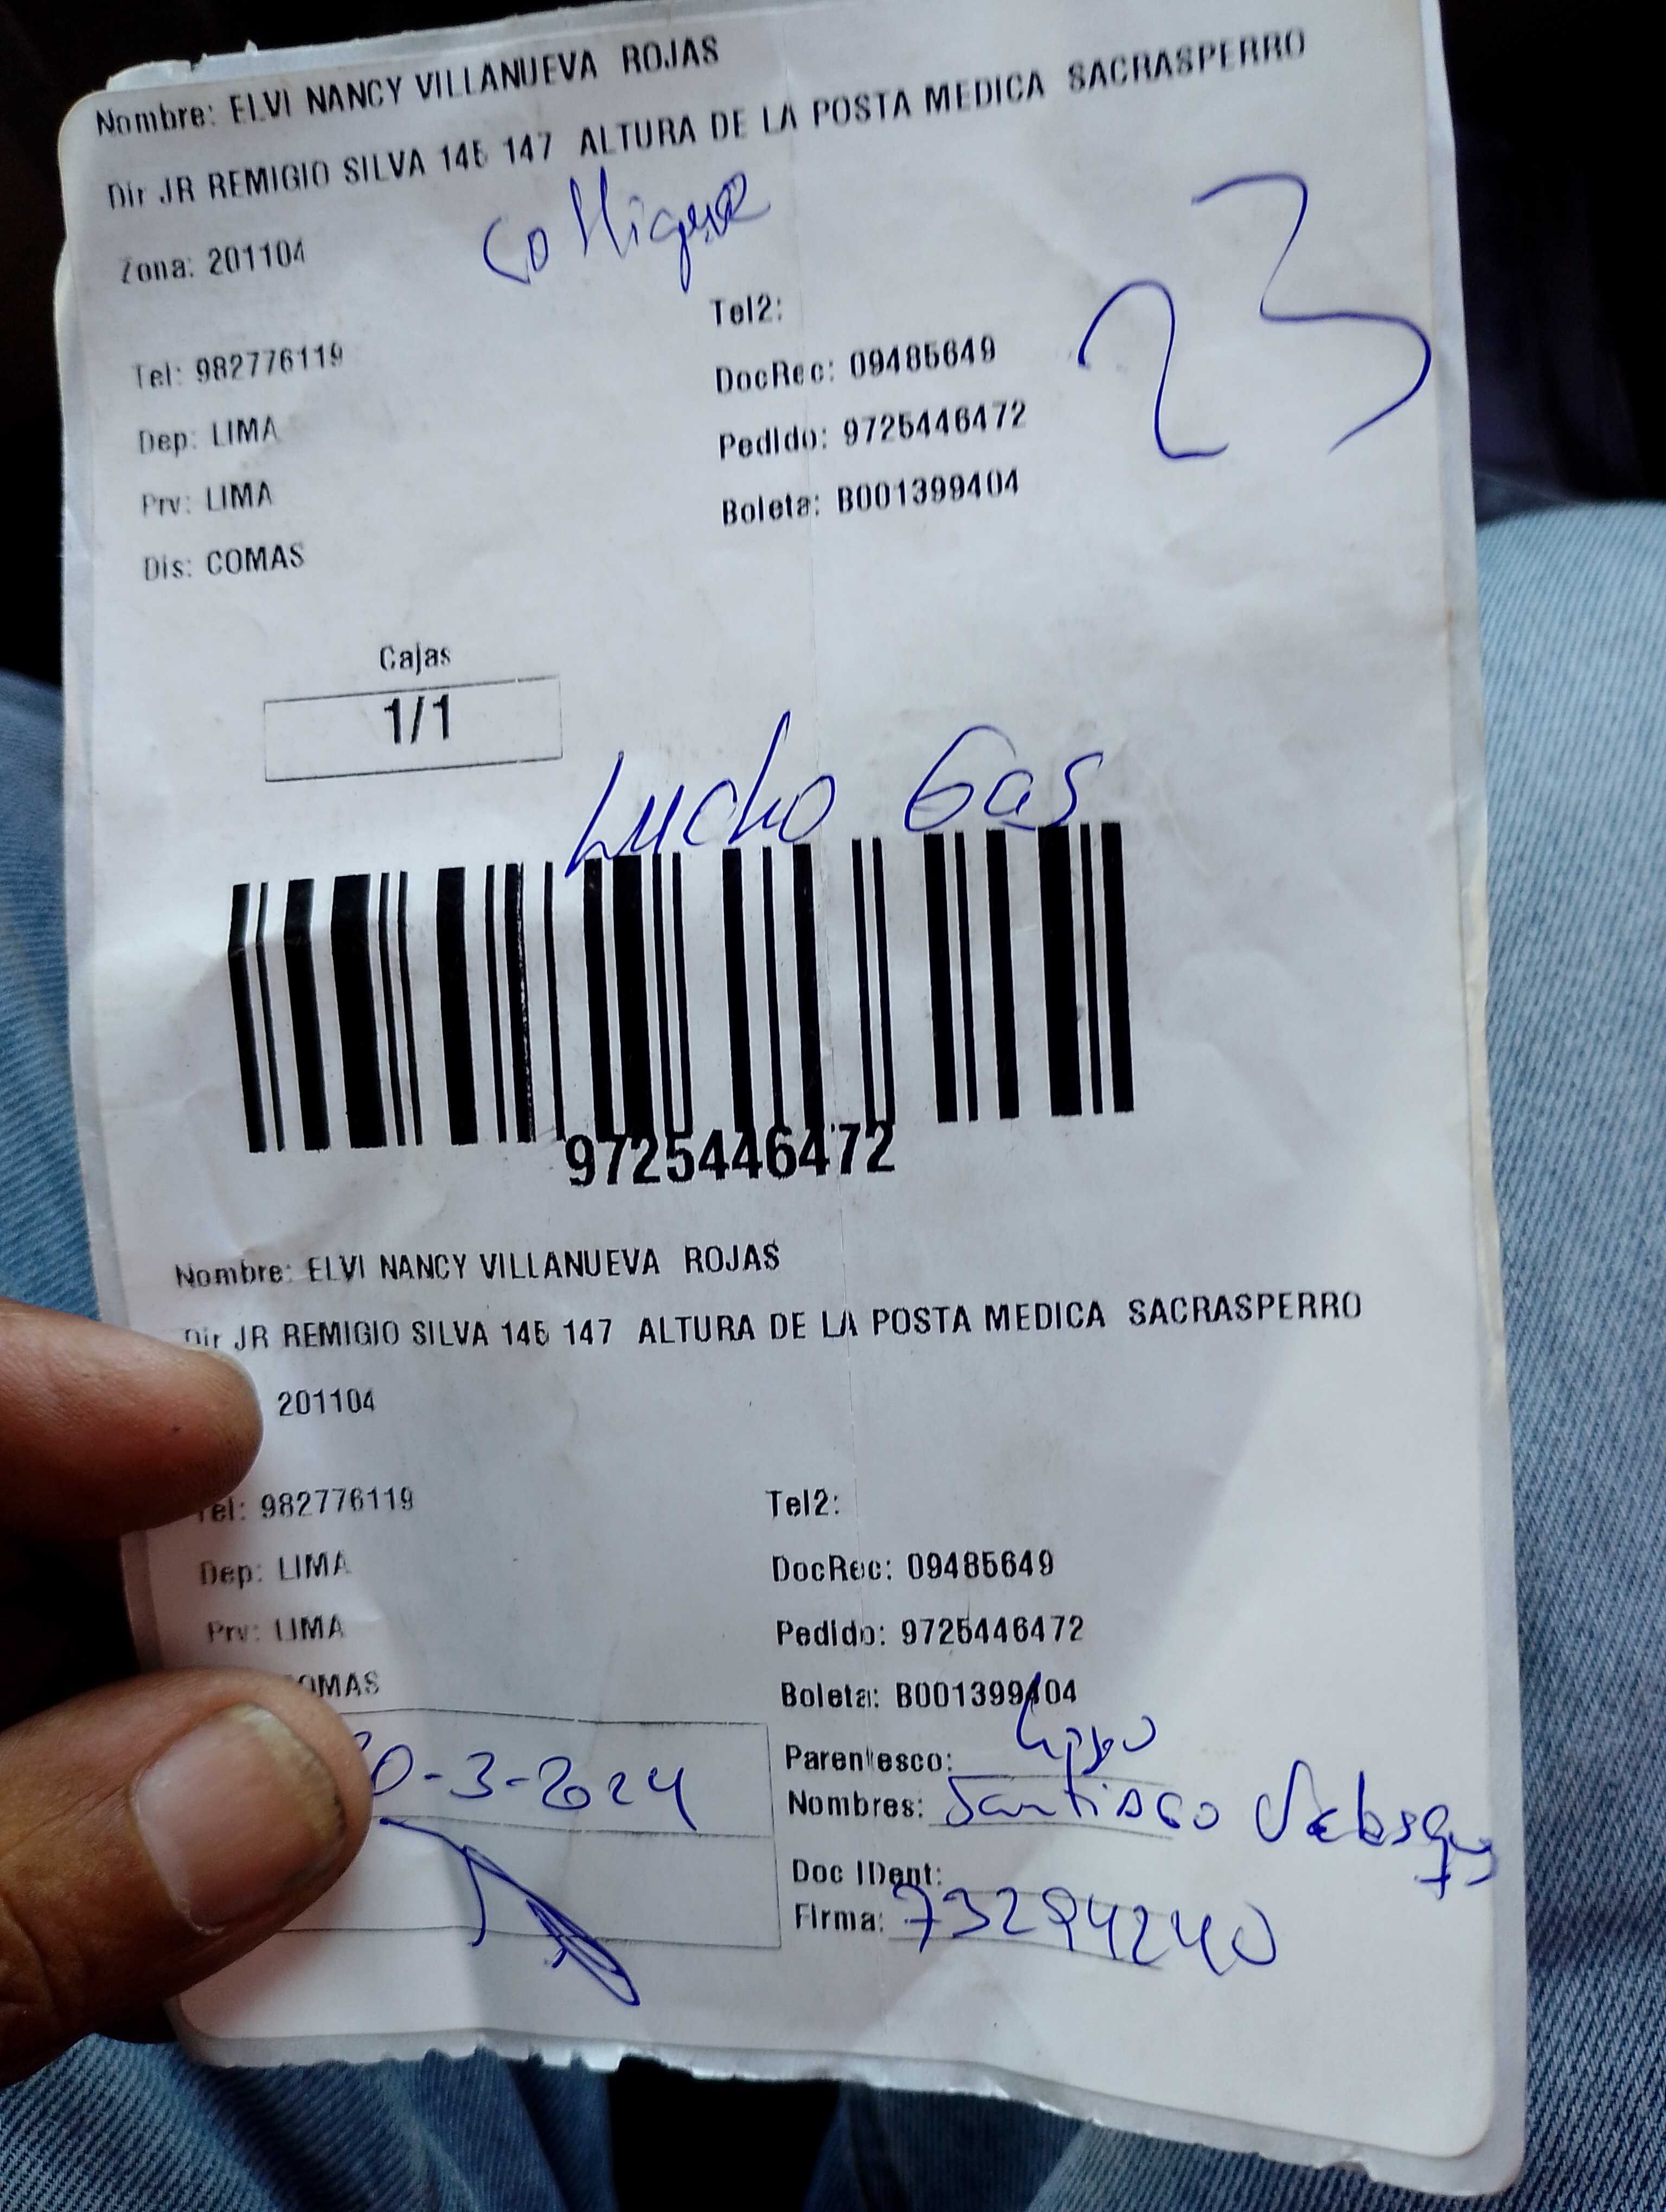 Nombre: ELVI NANCY VILLANUEVA ROJAS
Dir JR REMIGIO SILVA 145 147 ALTURA DE LA POSTA MEDICA SACRASPERRO
Collique
Zona: 201104
23
Tel2:
Tel: 982776119
DocRec: 09485649
Dep: LIMA
Pedido: 9725446472
Prv: LIMA
Boleta: B001399404
Dis: COMAS
Cajas
1/1
Lucho Gas
9725446472
Nombre: ELVI NANCY VILLANUEVA ROJAS
Dir JR REMIGIO SILVA 145 147 ALTURA DE LA POSTA MEDICA SACRASPERRO
201104
Tel: 982776119 Tel2:
Dep: LIMA DocRec: 09485649
Prv: LIMA Pedido: 9725446472
OMAS Boleta: B001399404
0-3-2024
Parentesco:
Nombres: Santiago
Doc IDent:
Firma: 73294240